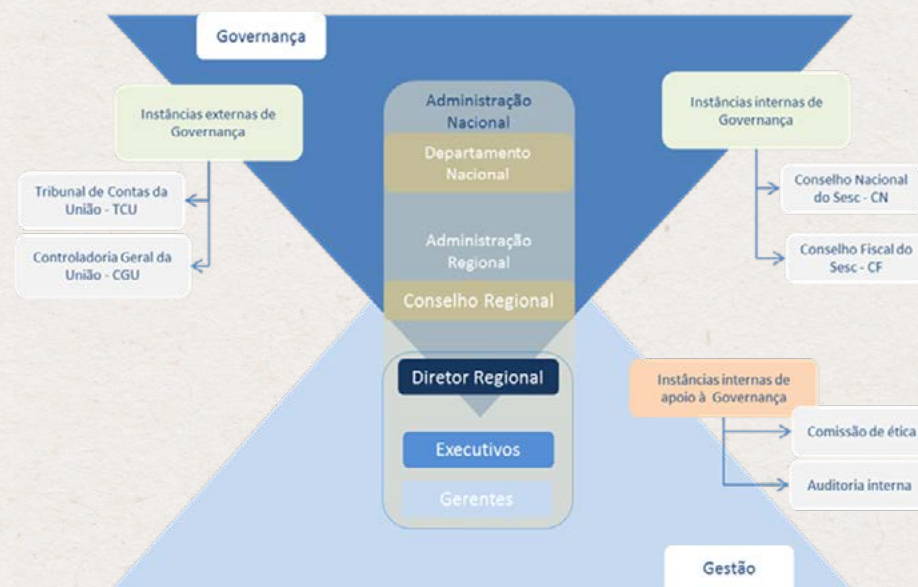 Governança
Instâncias externas de
Governança
Tribunal de Contas da
União - TCU
Controladoria Geral da
União - CGU
Administração
Nacional
Departamento
Nacional
Administração
Regional
Conselho Regional
Diretor Regional
Executivos
Gerentes
Instâncias internas de
Governança
Conselho Nacional
do Sesc - CN
Conselho Fiscal do
Sesc - CF
Instâncias internas de
apoio à Governança
Comissão de ética
Auditoria interna
Gestão